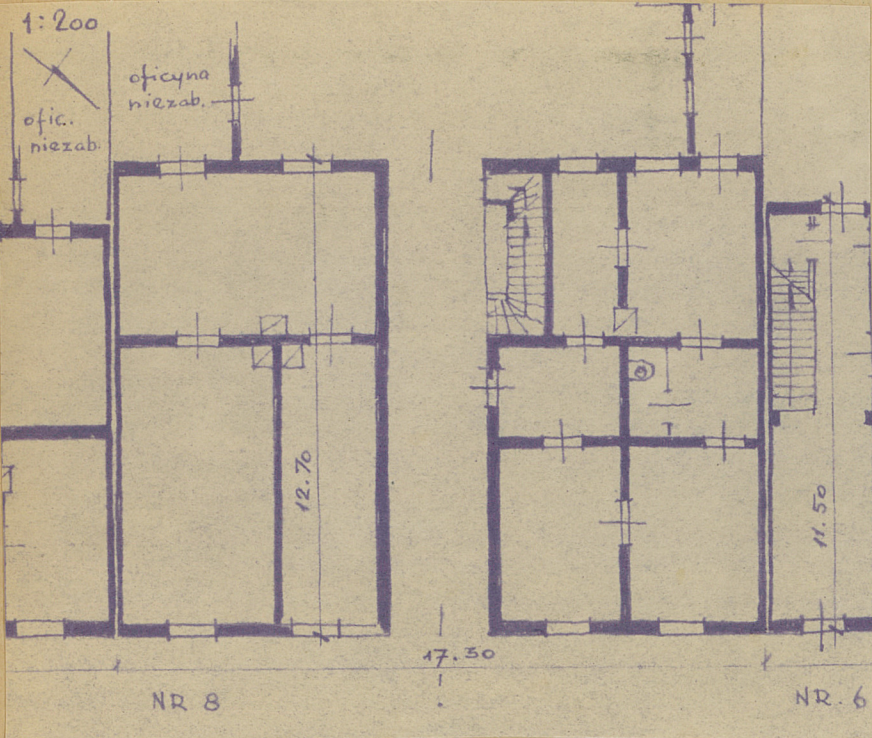 1:200
oficyna
niezab.
ofic.
niezab.
12.70
11.50
17.30
NR 8
NR. 6